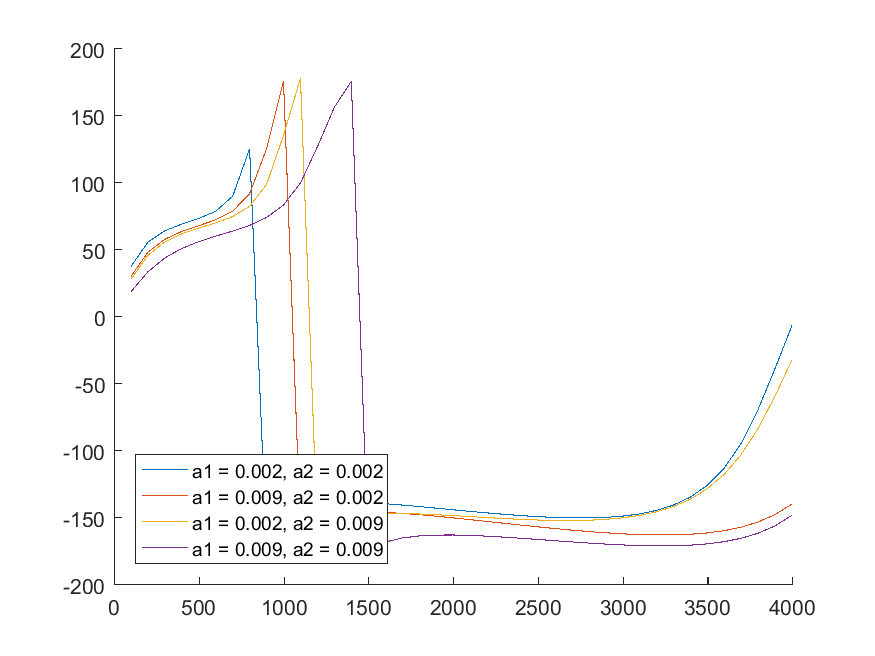 200
150
100
50
0
-50
-100
-150
-200
a1 = 0.002, a2 = 0.002
a1 = 0.009, a2 = 0.002
a1 = 0.002, a2 = 0.009
a1 = 0.009, a2 = 0.009
0 500 1000 1500 2000 2500 3000 3500 4000